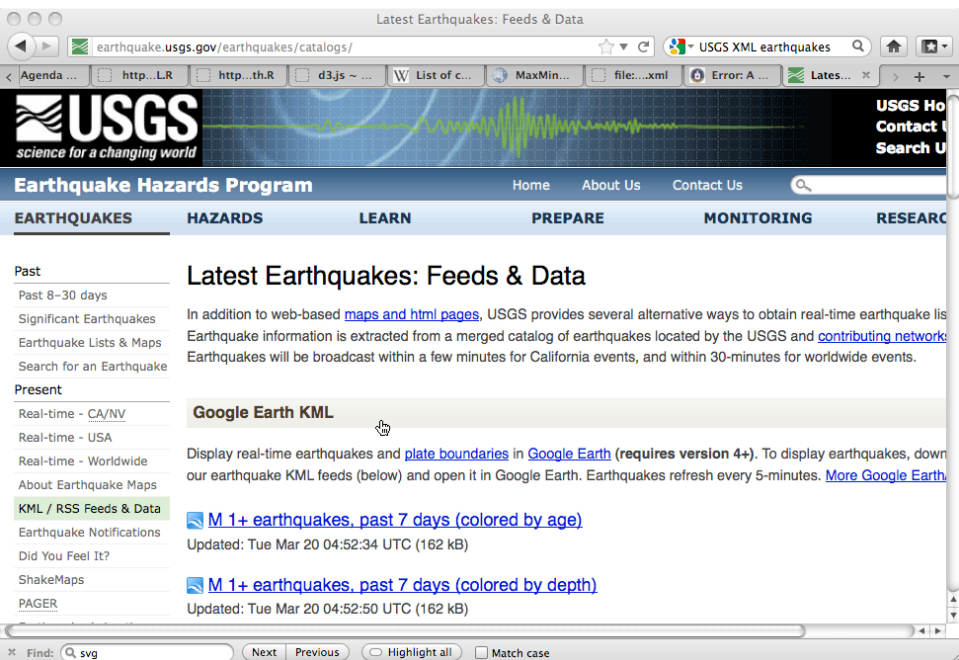 Latest Earthquakes: Feeds & Data
earthquake.usgs.gov/earthquakes/catalogs/
USGS XML earthquakes
Agenda ...
http...L.R
http...th.R
d3.js ~ ...
List of c...
MaxMin...
file:...xml
Error: A ...
Lates...
USGS
science for a changing world
USGS Ho
Contact
Search U
Earthquake Hazards Program
Home
About Us
Contact Us
EARTHQUAKES
HAZARDS
LEARN
PREPARE
MONITORING
RESEARC
Past
Past 8–30 days
Significant Earthquakes
Earthquake Lists & Maps
Search for an Earthquake
Present
Real-time - CA/NV
Real-time - USA
Real-time - Worldwide
About Earthquake Maps
KML / RSS Feeds & Data
Earthquake Notifications
Did You Feel It?
ShakeMaps
PAGER
Latest Earthquakes: Feeds & Data
In addition to web-based maps and html pages, USGS provides several alternative ways to obtain real-time earthquake lis
Earthquake information is extracted from a merged catalog of earthquakes located by the USGS and contributing network
Earthquakes will be broadcast within a few minutes for California events, and within 30-minutes for worldwide events.
Google Earth KML
Display real-time earthquakes and plate boundaries in Google Earth (requires version 4+). To display earthquakes, down
our earthquake KML feeds (below) and open it in Google Earth. Earthquakes refresh every 5-minutes. More Google Earth
M 1+ earthquakes, past 7 days (colored by age)
Updated: Tue Mar 20 04:52:34 UTC (162 kB)
M 1+ earthquakes, past 7 days (colored by depth)
Updated: Tue Mar 20 04:52:50 UTC (162 kB)
Find: svg
Next
Previous
Highlight all
Match case